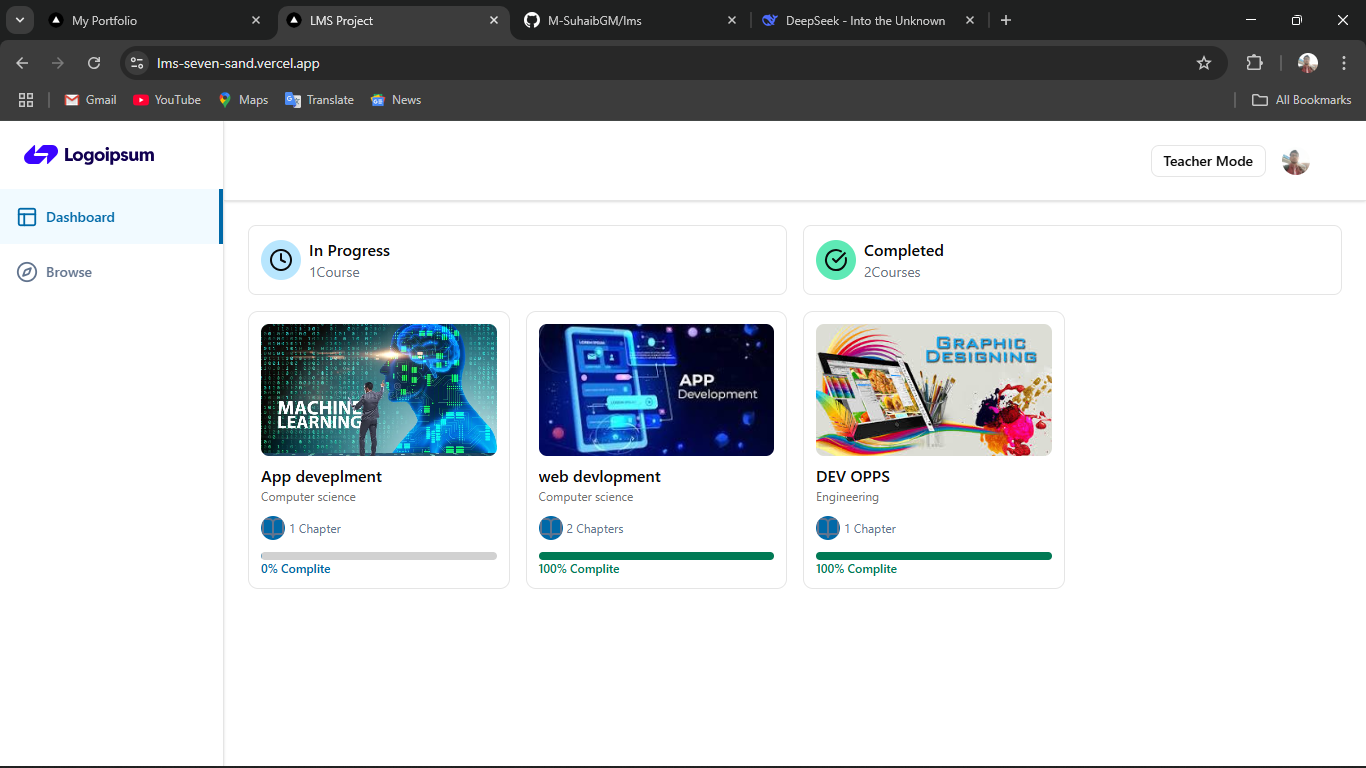 My Portfolio
LMS Project
M-SuhaibGM/lms
DeepSeek - Into the Unknown
lms-seven-sand.vercel.app
Gmail
YouTube
Maps
Translate
News
All Bookmarks
Logoipsum
Teacher Mode
Dashboard
Browse
In Progress
1Course
Completed
2Courses
MACHINE
LEARNING
App deveplment
Computer science
1 Chapter
0% Complite
APP
Development
web devlopment
Computer science
2 Chapters
100% Complite
GRAPHIC
DESIGNING
DEV OPPS
Engineering
1 Chapter
100% Complite